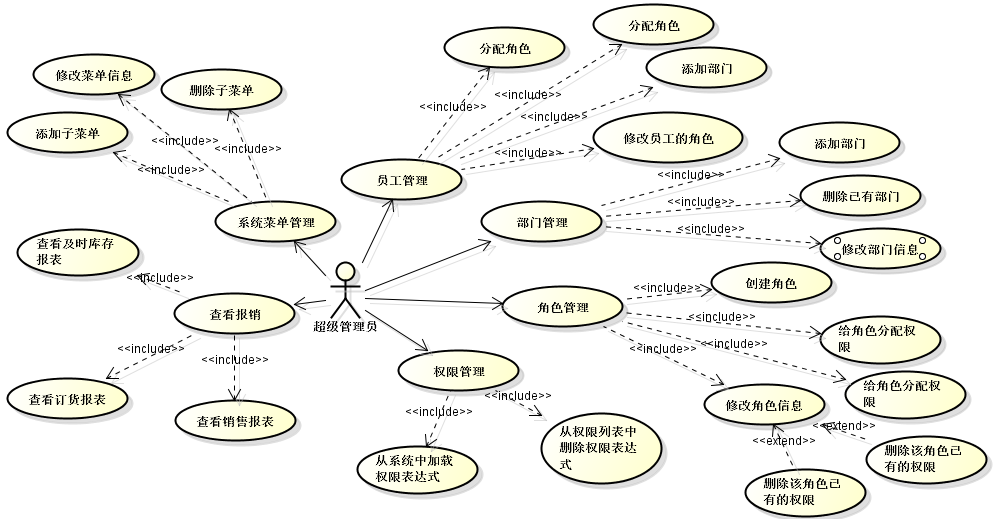 分配角色
分配角色
修改菜单信息
删除子菜单
添加部门
<<include>>
<<include>>
<<include>>
添加子菜单
<<include>>
<<include>>
<<include>>
<<include>>
修改员工的角色
添加部门
员工管理
<<include>>
删除己有部门
系统菜单管理
部门管理
<<include>>
<<include>>
修改部门信息
查看及时库存
报表
<<include>>
超级管理员
<<include>>
创建角色
查看报销
角色管理
<<include>>
给角色分配权
限
<<include>>
<<include>>
<<include>>
<<include>>
权限管理
查看订货报表
<<include>>
<<include>>
给角色分配权
限
修改角色信息
查看销售报表
从权限列表中
删除权限表达
式
从系统中加载
权限表达式
<<extend>>
<<extend>>
删除该角色己
有的权限
删除该角色己
有的权限